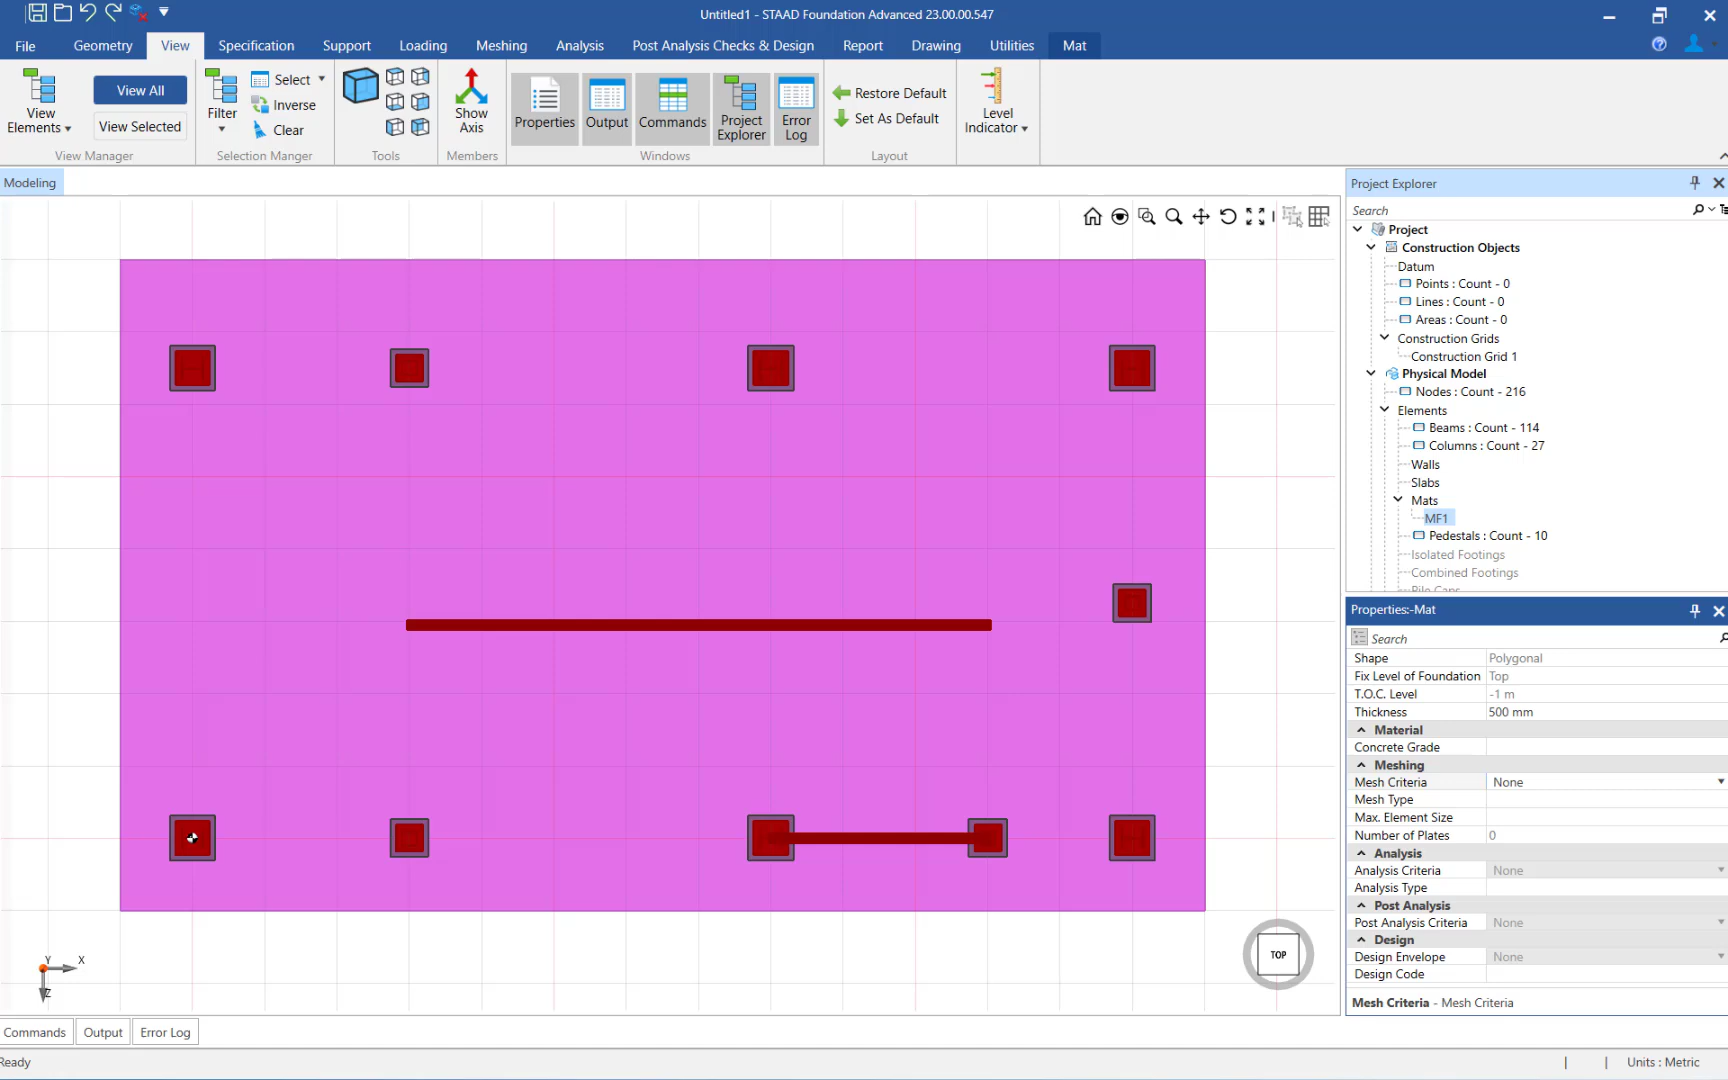 Untitled1 - STAAD Foundation Advanced 23.00.00.547
File Geometry View Specification Support Loading Meshing Analysis Post Analysis Checks & Design Report Drawing Utilities Mat
View Elements
View All
View Selected
View Manager
Filter
Select
Inverse
Clear
Selection Manger
Tools
Show Axis
Members
Properties
Output
Commands
Project Explorer
Error Log
Windows
Restore Default
Set As Default
Layout
Level Indicator
Modeling
Project Explorer
Search
Project
Construction Objects
Datum
Points : Count - 0
Lines : Count - 0
Areas : Count - 0
Construction Grids
Construction Grid 1
Physical Model
Nodes : Count - 216
Elements
Beams : Count - 114
Columns : Count - 27
Walls
Slabs
Mats
MF1
Pedestals : Count - 10
Isolated Footings
Combined Footings
Pile Caps
Properties:-Mat
Search
Shape Polygonal
Fix Level of Foundation Top
T.O.C. Level -1 m
Thickness 500 mm
Material
Concrete Grade
Meshing
Mesh Criteria None
Mesh Type
Max. Element Size
Number of Plates 0
Analysis
Analysis Criteria None
Analysis Type
Post Analysis
Post Analysis Criteria None
Design
Design Envelope None
Design Code
Mesh Criteria - Mesh Criteria
TOP
Y
X
Z
Commands Output Error Log
Ready
Units : Metric